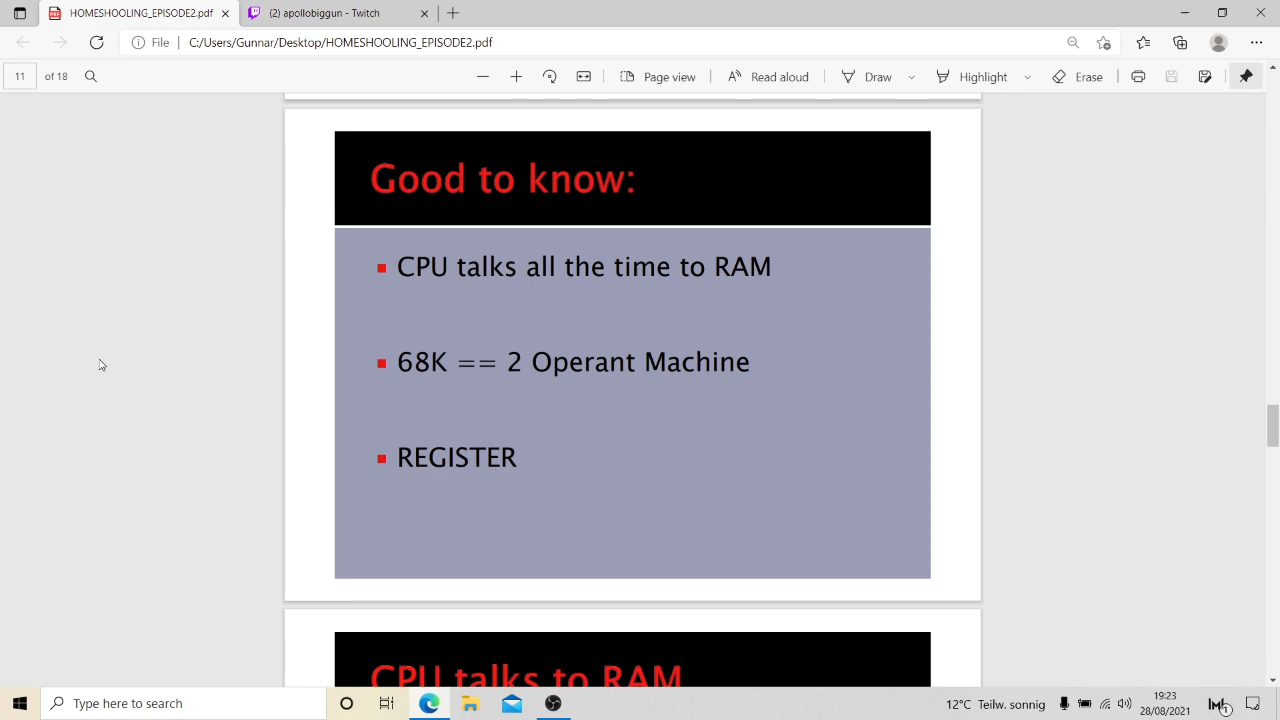 HOMESHOOLING_EPISODE2.pdf
(2) apollobiggun - Twitch
File
C:/Users/Gunnar/Desktop/HOMESHOOLING_EPISODE2.pdf
11 of 18
Page view
Read aloud
Draw
Highlight
Erase
Good to know:
CPU talks all the time to RAM
68K == 2 Operant Machine
REGISTER
CPU talks to RAM
Type here to search
12°C Teilw. sonnig
19:23
28/08/2021
1